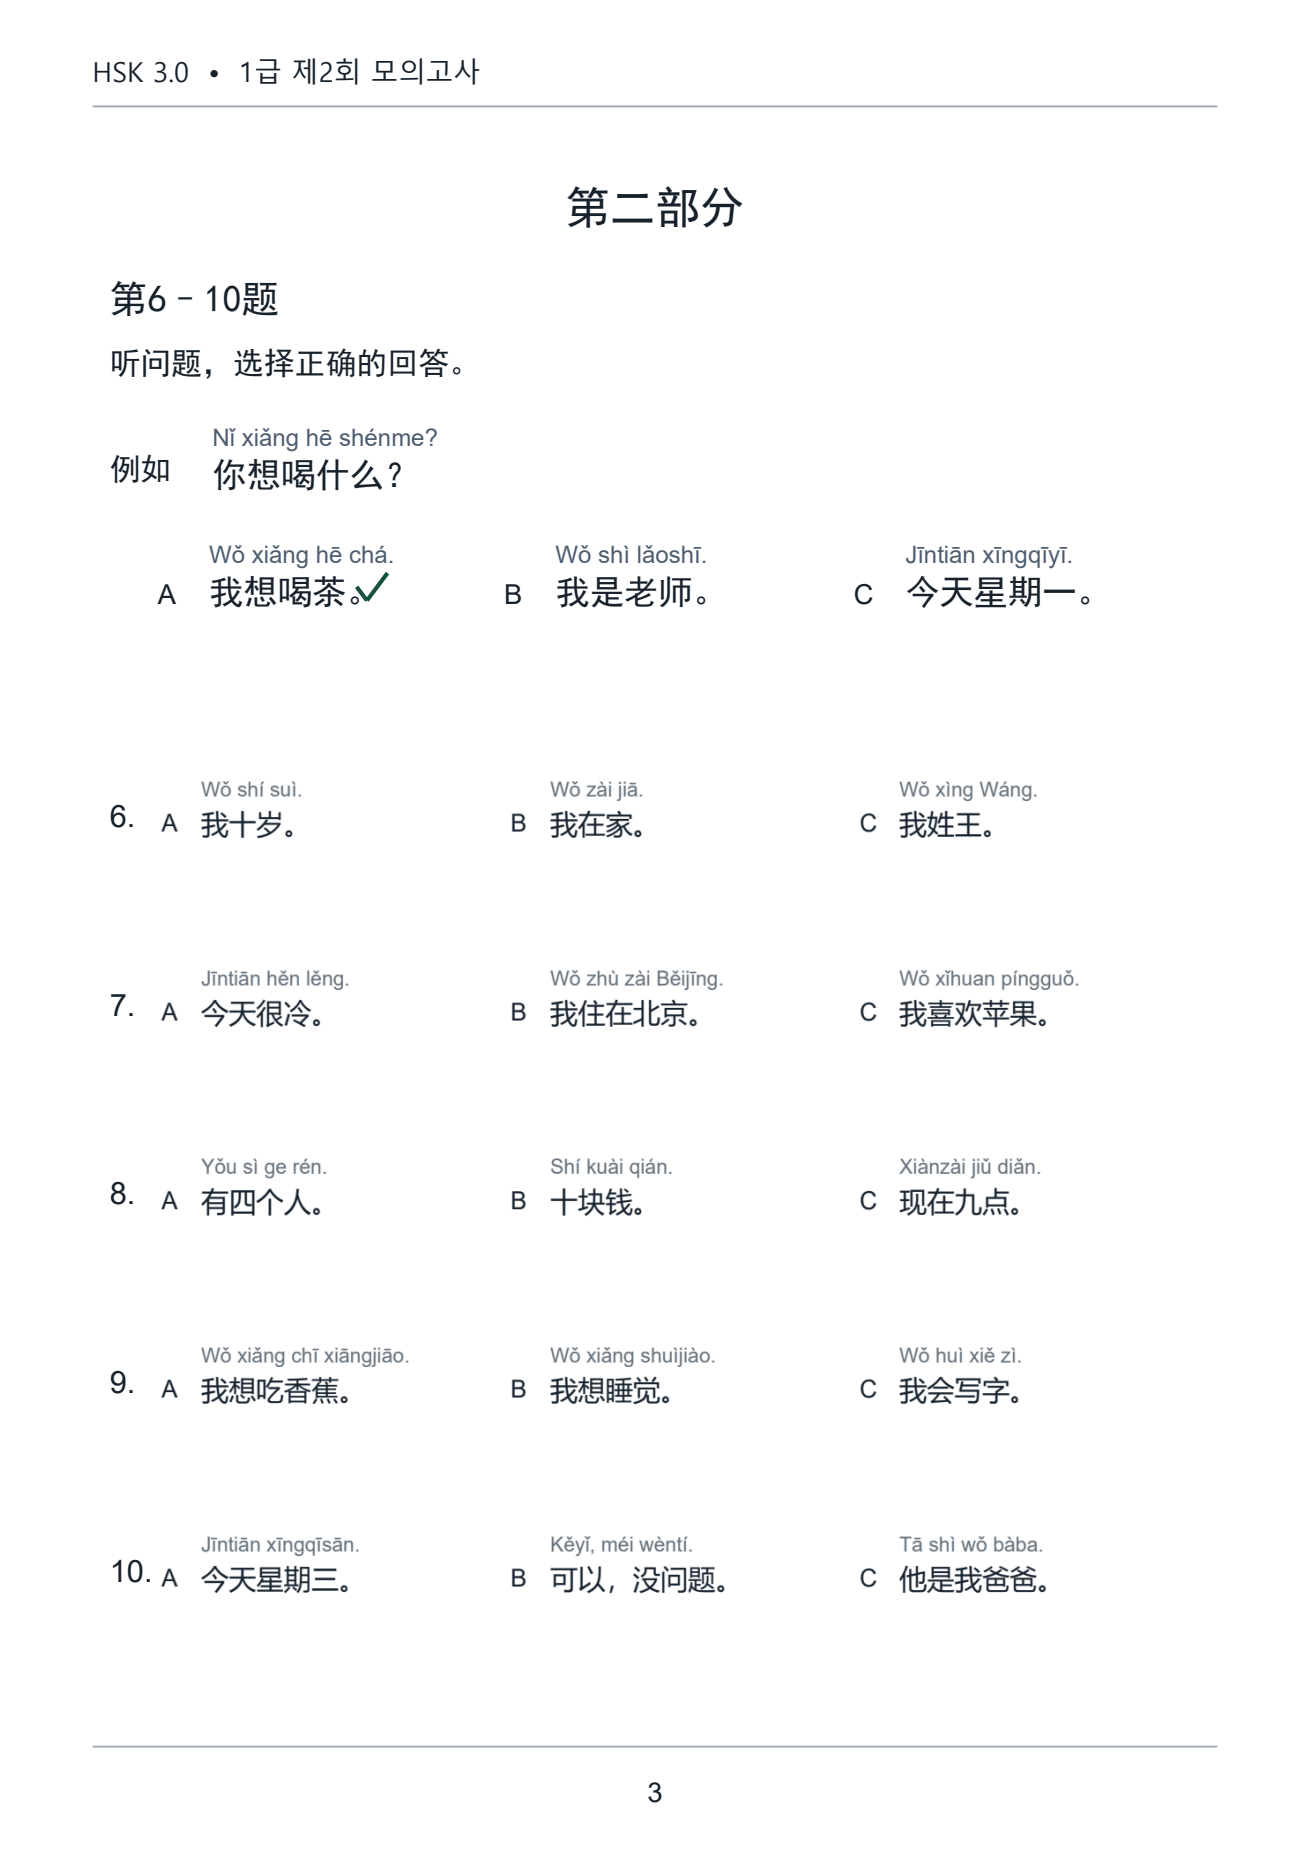 HSK 3.0 • 1급 제2회 모의고사
第二部分
第6–10题
听问题，选择正确的回答。
Nǐ xiǎng hē shénme?
例如 你想喝什么？
Wǒ xiǎng hē chá. Wǒ shì lǎoshī. Jīntiān xīngqīyī.
A 我想喝茶。✓ B 我是老师。 C 今天星期一。
Wǒ shí suì. Wǒ zài jiā. Wǒ xìng Wáng.
6. A 我十岁。 B 我在家。 C 我姓王。
Jīntiān hěn lěng. Wǒ zhù zài Běijīng. Wǒ xǐhuan píngguǒ.
7. A 今天很冷。 B 我住在北京。 C 我喜欢苹果。
Yǒu sì ge rén. Shí kuài qián. Xiànzài jiǔ diǎn.
8. A 有四个人。 B 十块钱。 C 现在九点。
Wǒ xiǎng chī xiāngjiāo. Wǒ xiǎng shuìjiào. Wǒ huì xiě zì.
9. A 我想吃香蕉。 B 我想睡觉。 C 我会写字。
Jīntiān xīngqīsān. Kěyǐ, méi wèntí. Tā shì wǒ bàba.
10. A 今天星期三。 B 可以，没问题。 C 他是我爸爸。
3